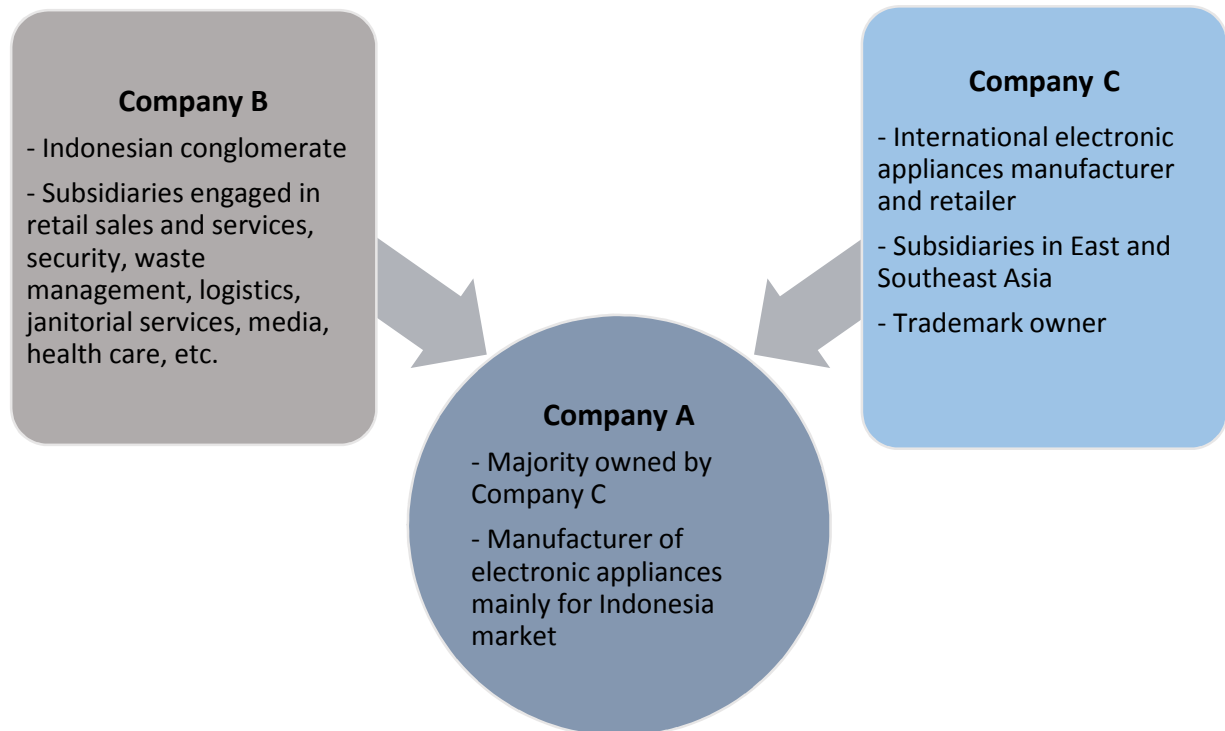 Company B
- Indonesian conglomerate
- Subsidiaries engaged in
retail sales and services,
security, waste
management, logistics,
janitorial services, media,
health care, etc.
Company C
- International electronic
appliances manufacturer
and retailer
- Subsidiaries in East and
Southeast Asia
- Trademark owner
Company A
- Majority owned by
Company C
- Manufacturer of
electronic appliances
mainly for Indonesia
market